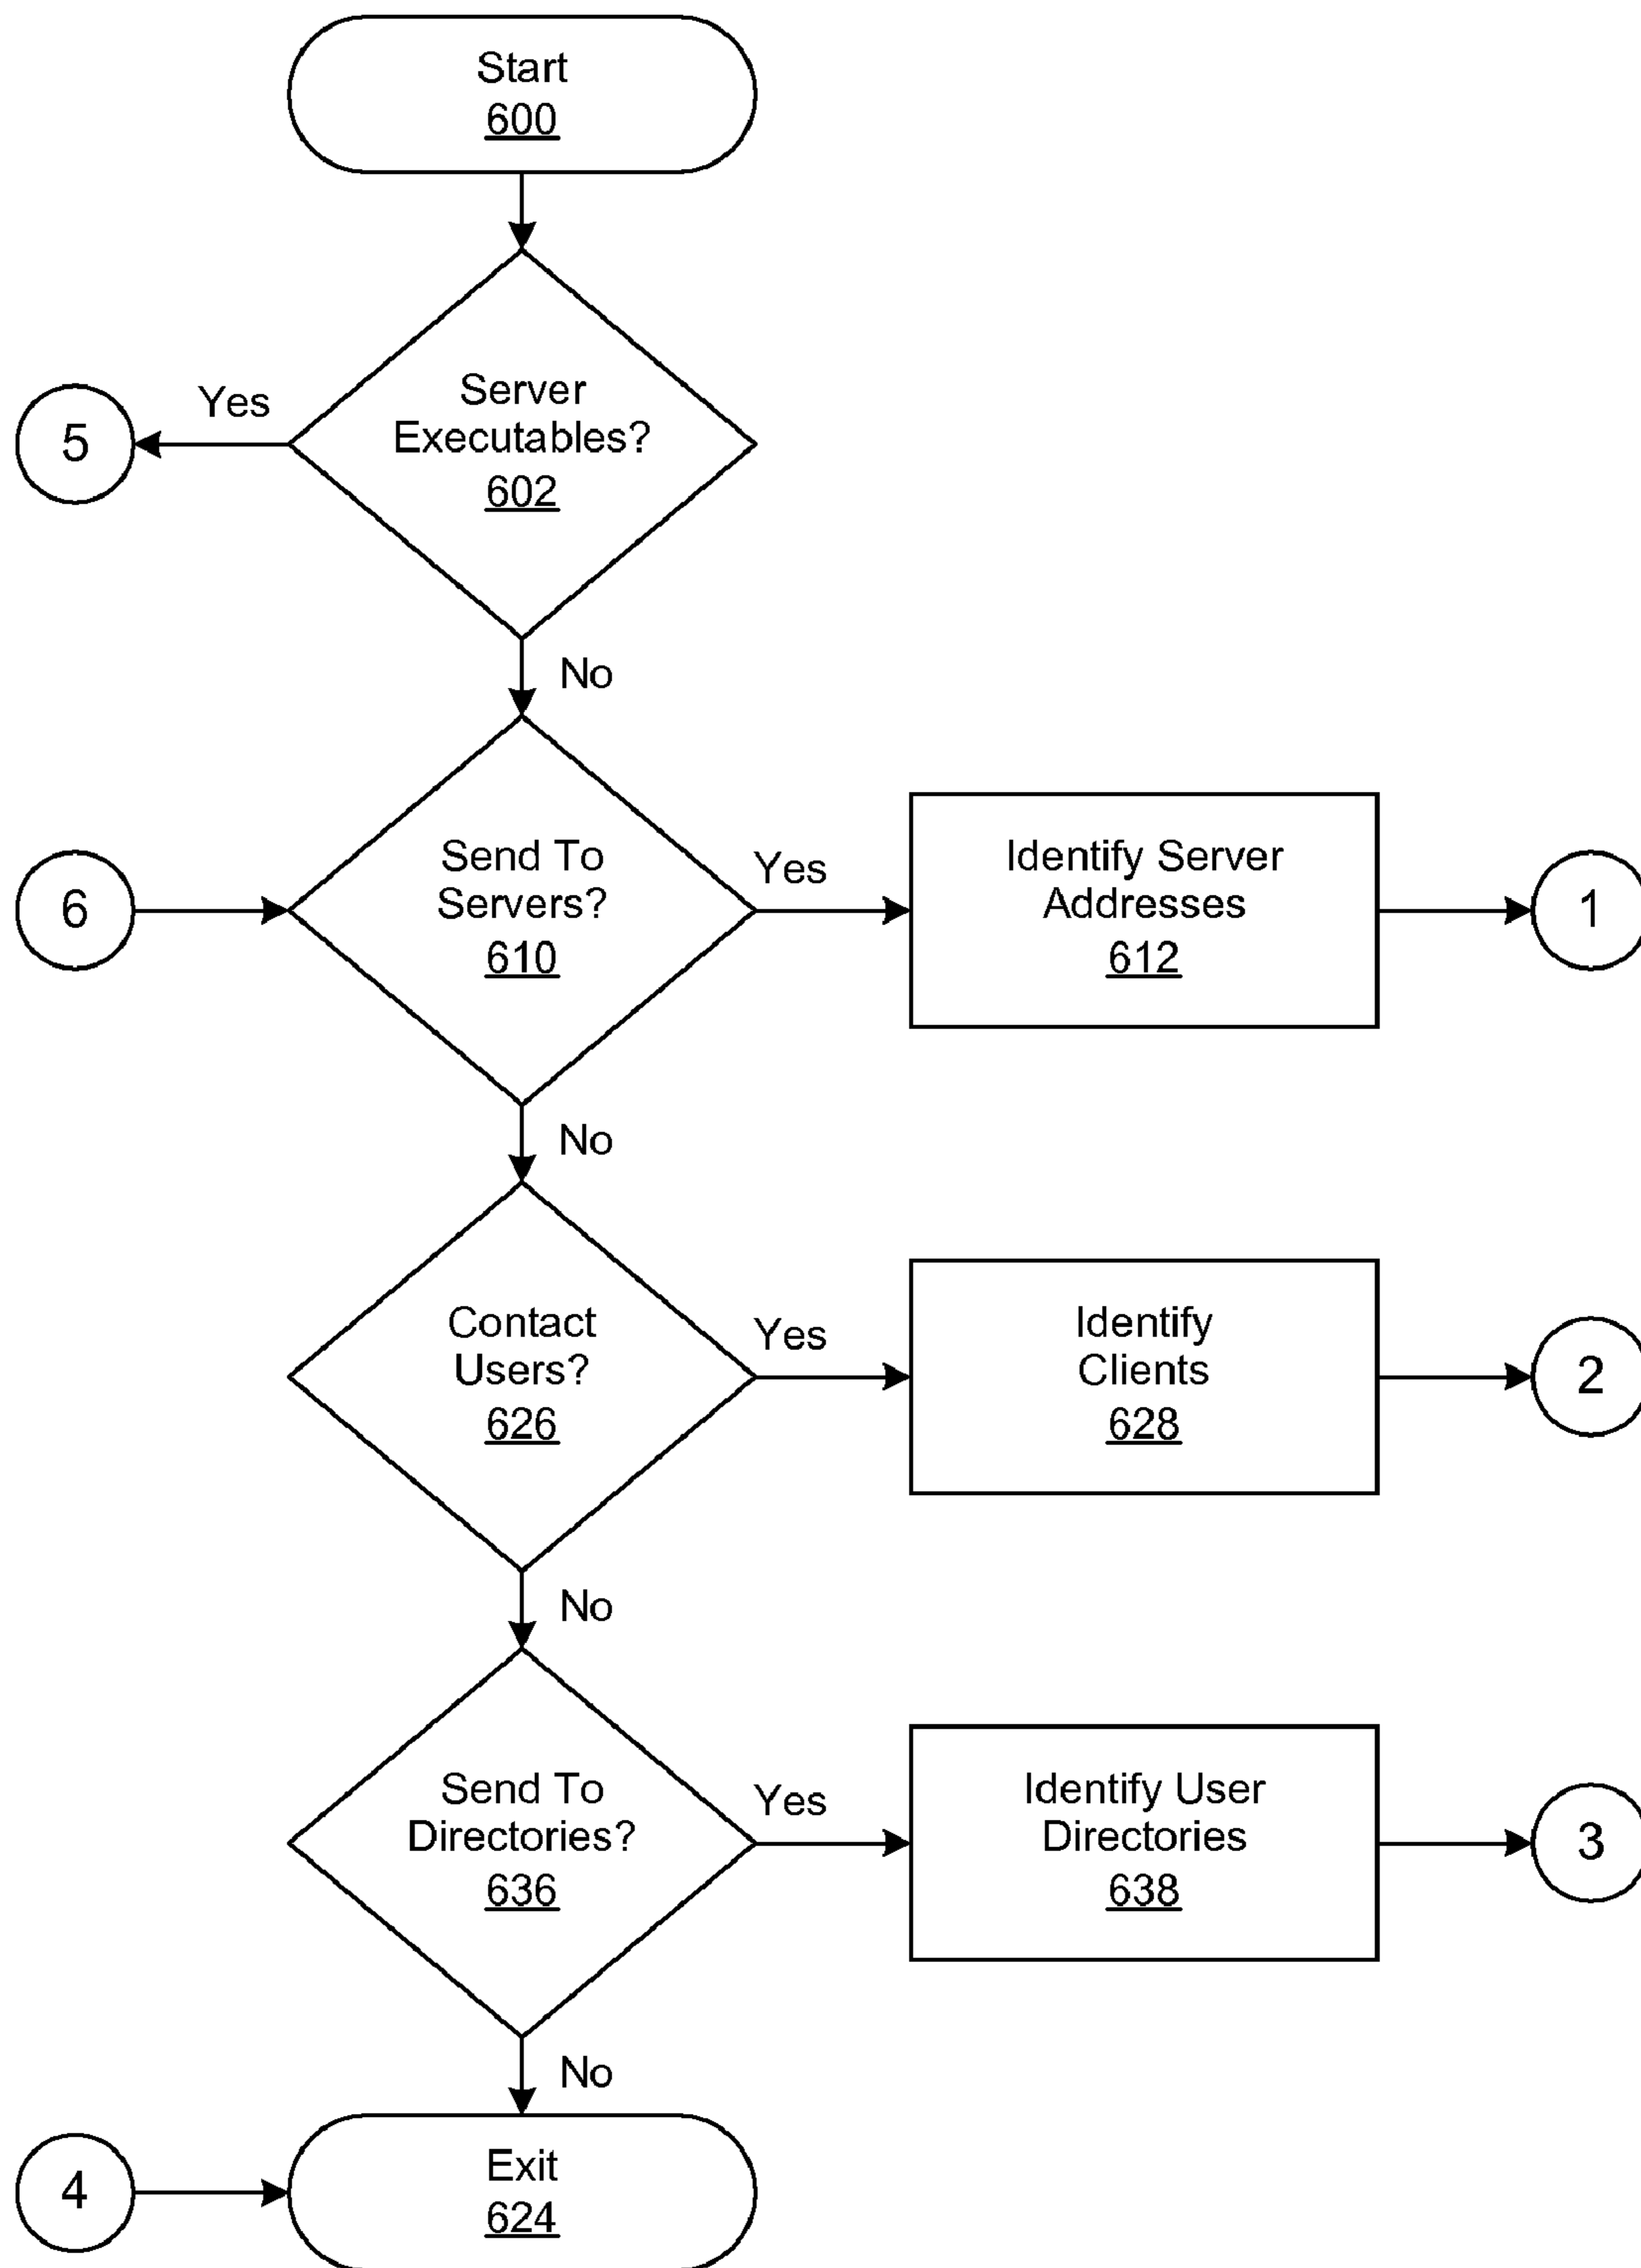 Start
600
Server
Executables?
602
Yes
5
No
6
Send To
Servers?
610
Yes
Identify Server
Addresses
612
1
No
Contact
Users?
626
Yes
Identify
Clients
628
2
No
Send To
Directories?
636
Yes
Identify User
Directories
638
3
No
4
Exit
624